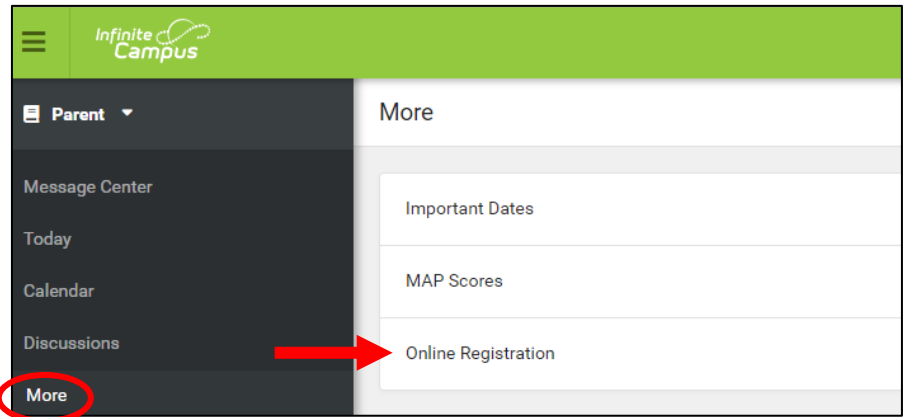 Infinite
Campus
Parent
Message Center
Today
Calendar
Discussions
More
More
Important Dates
MAP Scores
Online Registration